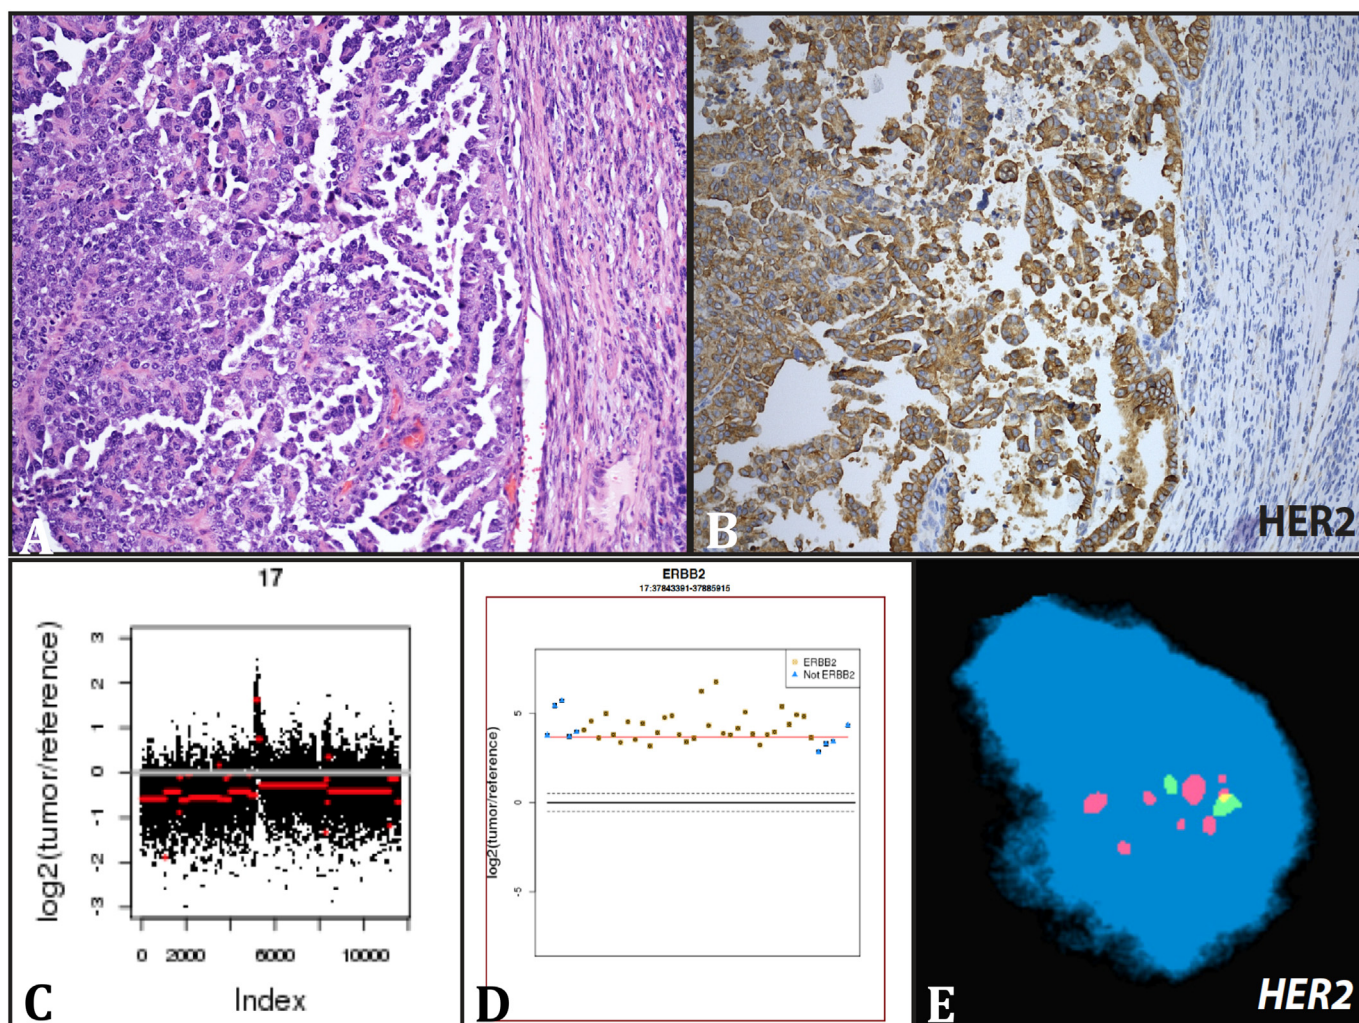 A
B
HER2
17
log2(tumor/reference)
3
2
1
0
-1
-2
-3
0 2000 6000 10000
Index
C
ERBB2
17:37843391-37885915
ERBB2
Not ERBB2
log2(tumor/reference)
5
0
-5
D
E
HER2